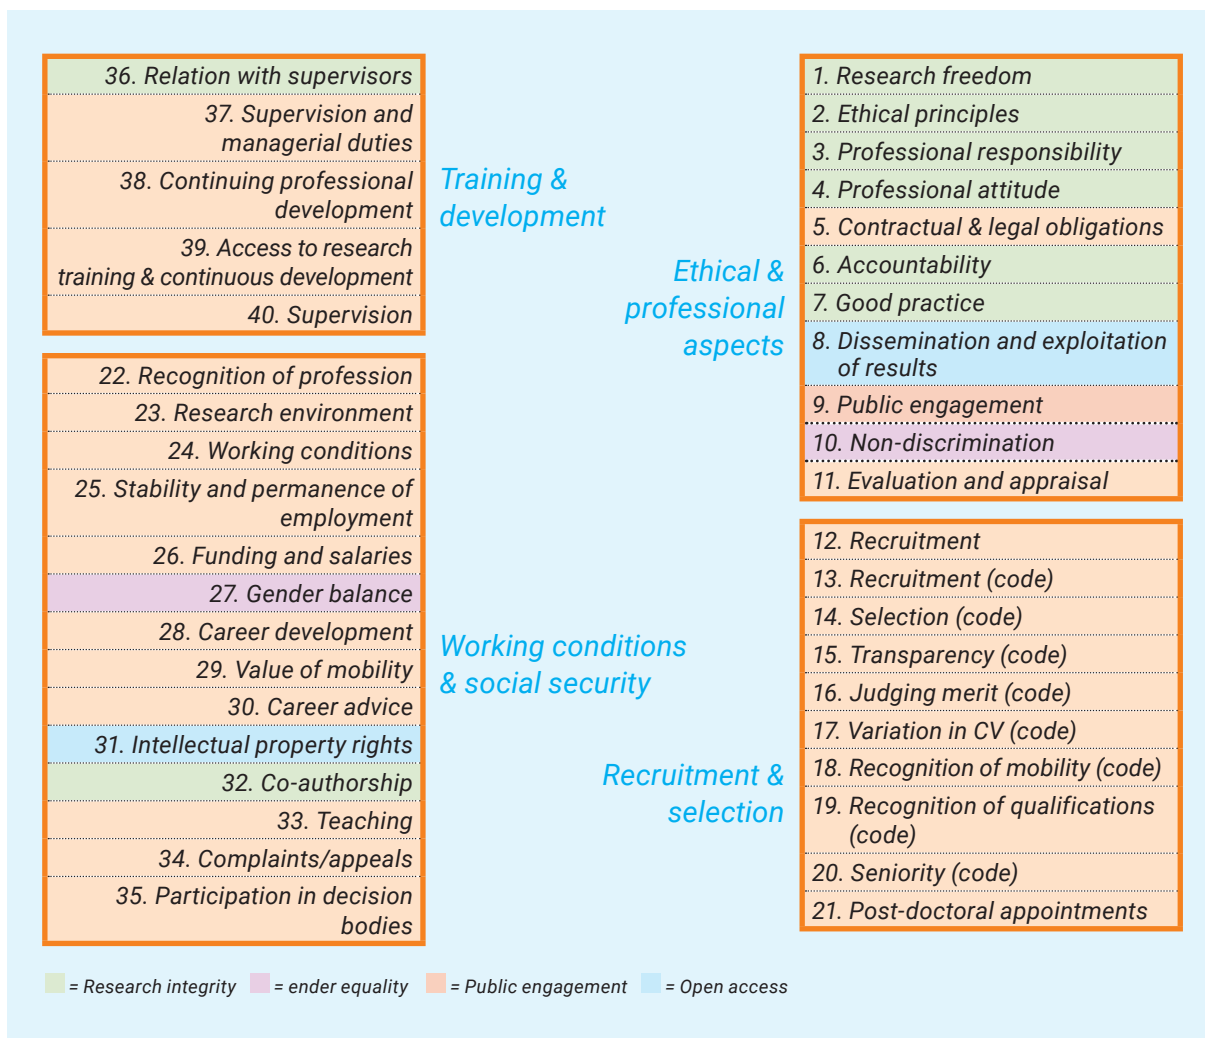 36. Relation with supervisors
37. Supervision and
managerial duties
38. Continuing professional
development
39. Access to research
training & continuous development
40. Supervision
Training &
development
22. Recognition of profession
23. Research environment
24. Working conditions
25. Stability and permanence of
employment
26. Funding and salaries
27. Gender balance
28. Career development
29. Value of mobility
30. Career advice
31. Intellectual property rights
32. Co-authorship
33. Teaching
34. Complaints/appeals
35. Participation in decision
bodies
Working conditions
& social security
Ethical &
professional
aspects
1. Research freedom
2. Ethical principles
3. Professional responsibility
4. Professional attitude
5. Contractual & legal obligations
6. Accountability
7. Good practice
8. Dissemination and exploitation
of results
9. Public engagement
10. Non-discrimination
11. Evaluation and appraisal
Recruitment &
selection
12. Recruitment
13. Recruitment (code)
14. Selection (code)
15. Transparency (code)
16. Judging merit (code)
17. Variation in CV (code)
18. Recognition of mobility (code)
19. Recognition of qualifications
(code)
20. Seniority (code)
21. Post-doctoral appointments
= Research integrity = ender equality = Public engagement = Open access